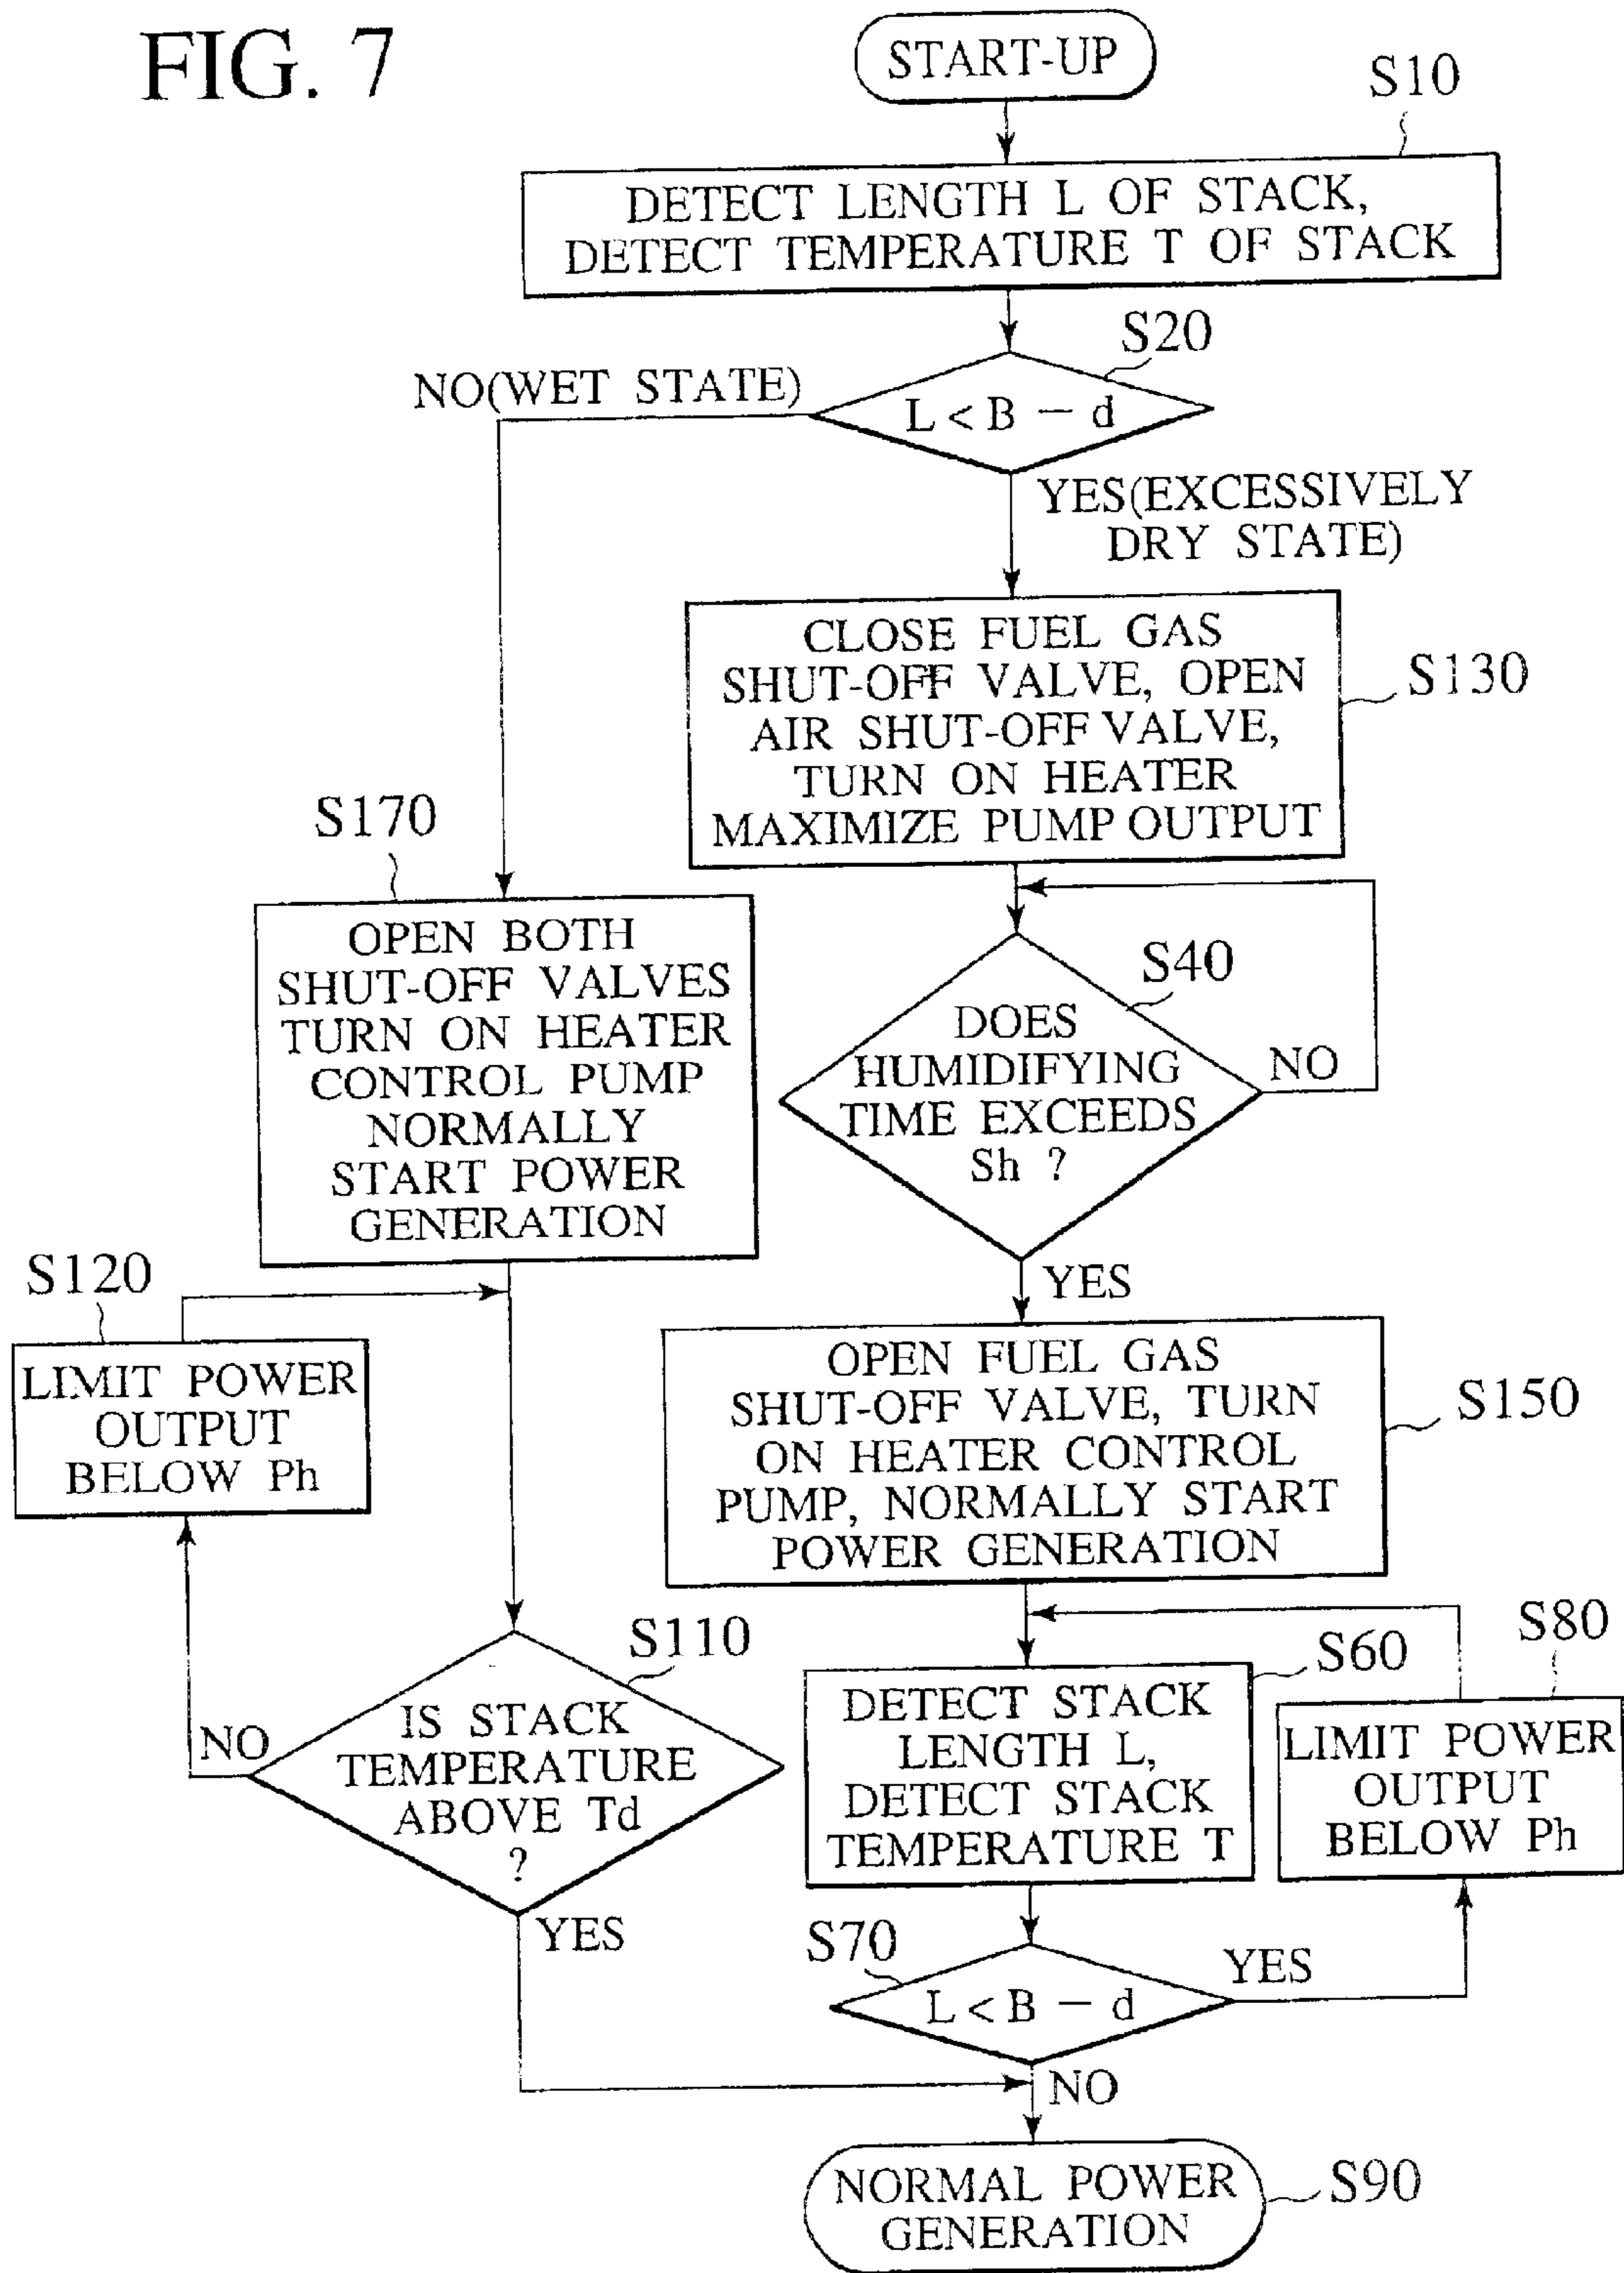 FIG. 7
START-UP
S10
DETECT LENGTH L OF STACK,
DETECT TEMPERATURE T OF STACK
S20
NO(WET STATE)
L < B - d
YES(EXCESSIVELY
DRY STATE)
CLOSE FUEL GAS
SHUT-OFF VALVE, OPEN
AIR SHUT-OFF VALVE,
TURN ON HEATER
MAXIMIZE PUMP OUTPUT
S130
S170
OPEN BOTH
SHUT-OFF VALVES
TURN ON HEATER
CONTROL PUMP
NORMALLY
START POWER
GENERATION
S40
DOES
HUMIDIFYING
TIME EXCEEDS
Sh ?
NO
YES
S120
LIMIT POWER
OUTPUT
BELOW Ph
OPEN FUEL GAS
SHUT-OFF VALVE, TURN
ON HEATER CONTROL
PUMP, NORMALLY START
POWER GENERATION
S150
S110
IS STACK
TEMPERATURE
ABOVE Td
?
NO
YES
S60
DETECT STACK
LENGTH L,
DETECT STACK
TEMPERATURE T
S80
LIMIT POWER
OUTPUT
BELOW Ph
S70
L < B - d
YES
NO
NORMAL POWER
GENERATION
S90